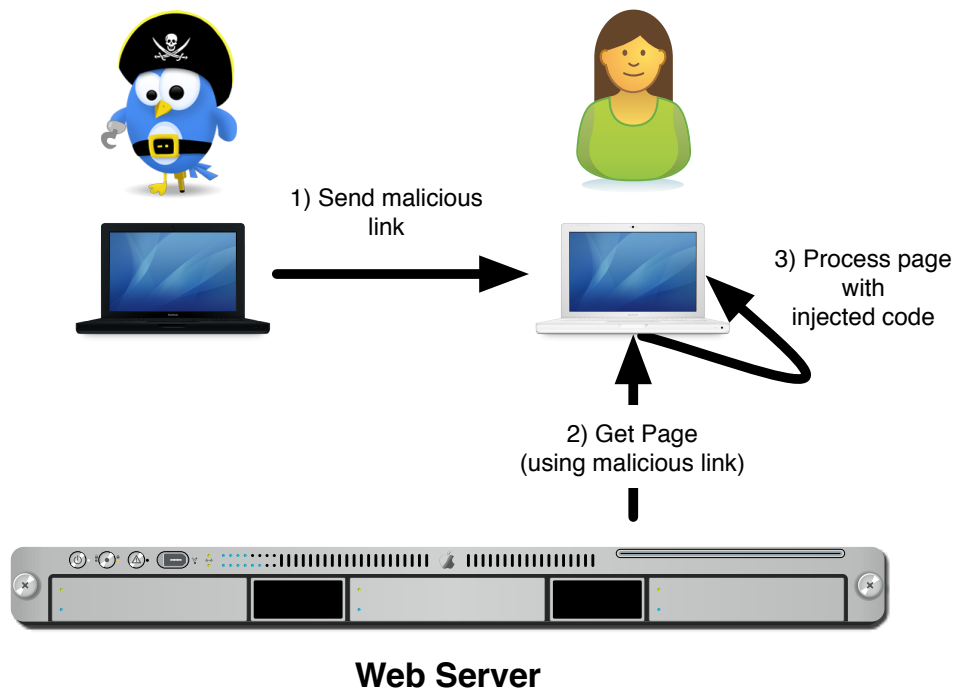 1) Send malicious
link
3) Process page
with
injected code
2) Get Page
(using malicious link)
Web Server